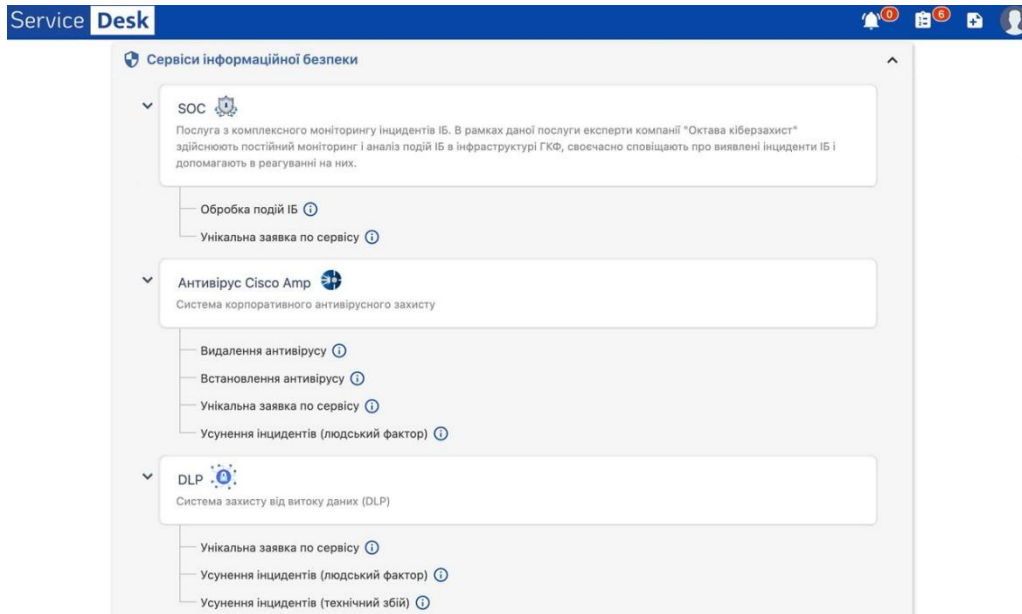 Service Desk
0
6
Сервіси інформаційної безпеки
SOC
Послуга з комплексного моніторингу інцидентів ІБ. В рамках даної послуги експерти компанії "Октава кіберзахист"
здійснюють постійний моніторинг і аналіз подій ІБ в інфраструктурі ГКФ, своєчасно сповіщають про виявлені інциденти ІБ і
допомагають в реагуванні на них.
Обробка подій ІБ
Унікальна заявка по сервісу
Антивірус Cisco Amp
Система корпоративного антивірусного захисту
Видалення антивірусу
Встановлення антивірусу
Унікальна заявка по сервісу
Усунення інцидентів (людський фактор)
DLP
Система захисту від витоку даних (DLP)
Унікальна заявка по сервісу
Усунення інцидентів (людський фактор)
Усунення інцидентів (технічний збій)